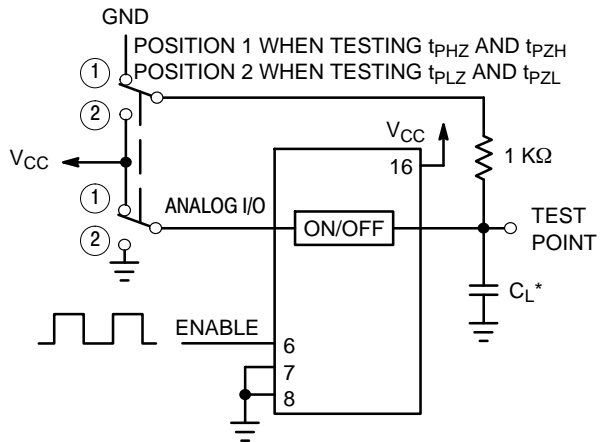 GND
POSITION 1 WHEN TESTING tPHZ AND tPZH
POSITION 2 WHEN TESTING tPLZ AND tPZL
1
2
VCC
1
2
ANALOG I/O
ON/OFF
VCC
16
1 KΩ
TEST
POINT
CL*
ENABLE
6
7
8